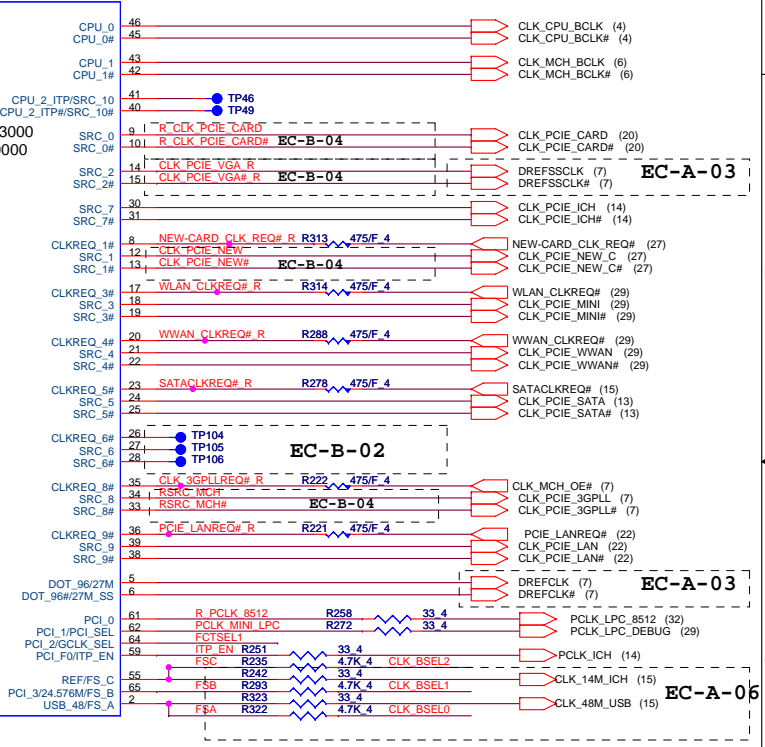 CPU_0 46 CLK_CPU_BCLK (4)
CPU_0# 45 CLK_CPU_BCLK# (4)
CPU_1 43 CLK_MCH_BCLK (6)
CPU_1# 42 CLK_MCH_BCLK# (6)
CPU_2_ITP/SRC_10 41 TP46
CPU_2_ITP#/SRC_10# 40 TP49
3000
0000
SRC_0 9 R_CLK_PCIE_CARD CLK_PCIE_CARD (20)
SRC_0# 10 R_CLK_PCIE_CARD# EC-B-04 CLK_PCIE_CARD# (20)
SRC_2 14 CLK_PCIE_VGA_R DREFSSCLK (7) EC-A-03
SRC_2# 15 CLK_PCIE_VGA#_R EC-B-04 DREFSSCLK# (7)
SRC_7 30 CLK_PCIE_ICH (14)
SRC_7# 31 CLK_PCIE_ICH# (14)
CLKREQ_1# 8 NEW-CARD_CLK_REQ#_R R313 475/F_4 NEW-CARD_CLK_REQ# (27)
SRC_1 12 CLK_PCIE_NEW CLK_PCIE_NEW_C (27)
SRC_1# 13 CLK_PCIE_NEW# EC-B-04 CLK_PCIE_NEW_C# (27)
CLKREQ_3# 17 WLAN_CLKREQ#_R R314 475/F_4 WLAN_CLKREQ# (29)
SRC_3 18 CLK_PCIE_MINI (29)
SRC_3# 19 CLK_PCIE_MINI# (29)
CLKREQ_4# 20 WWAN_CLKREQ#_R R288 475/F_4 WWAN_CLKREQ# (29)
SRC_4 21 CLK_PCIE_WWAN (29)
SRC_4# 22 CLK_PCIE_WWAN# (29)
CLKREQ_5# 23 SATACLKREQ#_R R278 475/F_4 SATACLKREQ# (15)
SRC_5 24 CLK_PCIE_SATA (13)
SRC_5# 25 CLK_PCIE_SATA# (13)
CLKREQ_6# 26 TP104
SRC_6 27 TP105 EC-B-02
SRC_6# 28 TP106
CLKREQ_8# 35 CLK_3GPLLREQ#_R R222 475/F_4 CLK_MCH_OE# (7)
SRC_8 34 RSRC_MCH CLK_PCIE_3GPLL (7)
SRC_8# 33 RSRC_MCH# EC-B-04 CLK_PCIE_3GPLL# (7)
CLKREQ_9# 36 PCIE_LANREQ#_R R221 475/F_4 PCIE_LANREQ# (22)
SRC_9 39 CLK_PCIE_LAN (22)
SRC_9# 38 CLK_PCIE_LAN# (22)
DOT_96/27M 5 DREFCLK (7) EC-A-03
DOT_96#/27M_SS 6 DREFCLK# (7)
PCI_0 61 R_PCLK_8512 R258 33_4 PCLK_LPC_8512 (32)
PCI_1/PCI_SEL 62 PCLK_MINI_LPC R272 33_4 PCLK_LPC_DEBUG (29)
PCI_2/GCLK_SEL 64 FCTSEL1
PCI_F0/ITP_EN 59 ITP_EN R251 33_4 PCLK_ICH (14)
FSC R235 4.7K_4 CLK_BSEL2
REF/FS_C 55 R242 33_4 CLK_14M_ICH (15)
PCI_3/24.576M/FS_B 65 FSB R293 4.7K_4 CLK_BSEL1 EC-A-06
USB_48/FS_A 2 R323 33_4 CLK_48M_USB (15)
FSA R322 4.7K_4 CLK_BSEL0